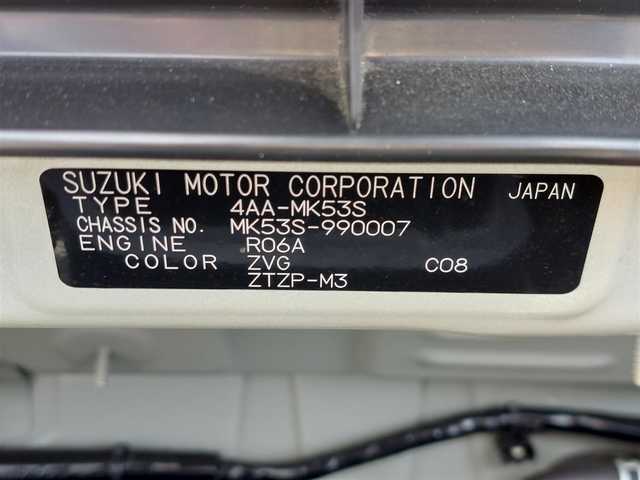 SUZUKI MOTOR CORPORATION JAPAN
TYPE 4AA-MK53S
CHASSIS NO. MK53S-990007
ENGINE R06A
COLOR ZVG C08
ZTZP-M3